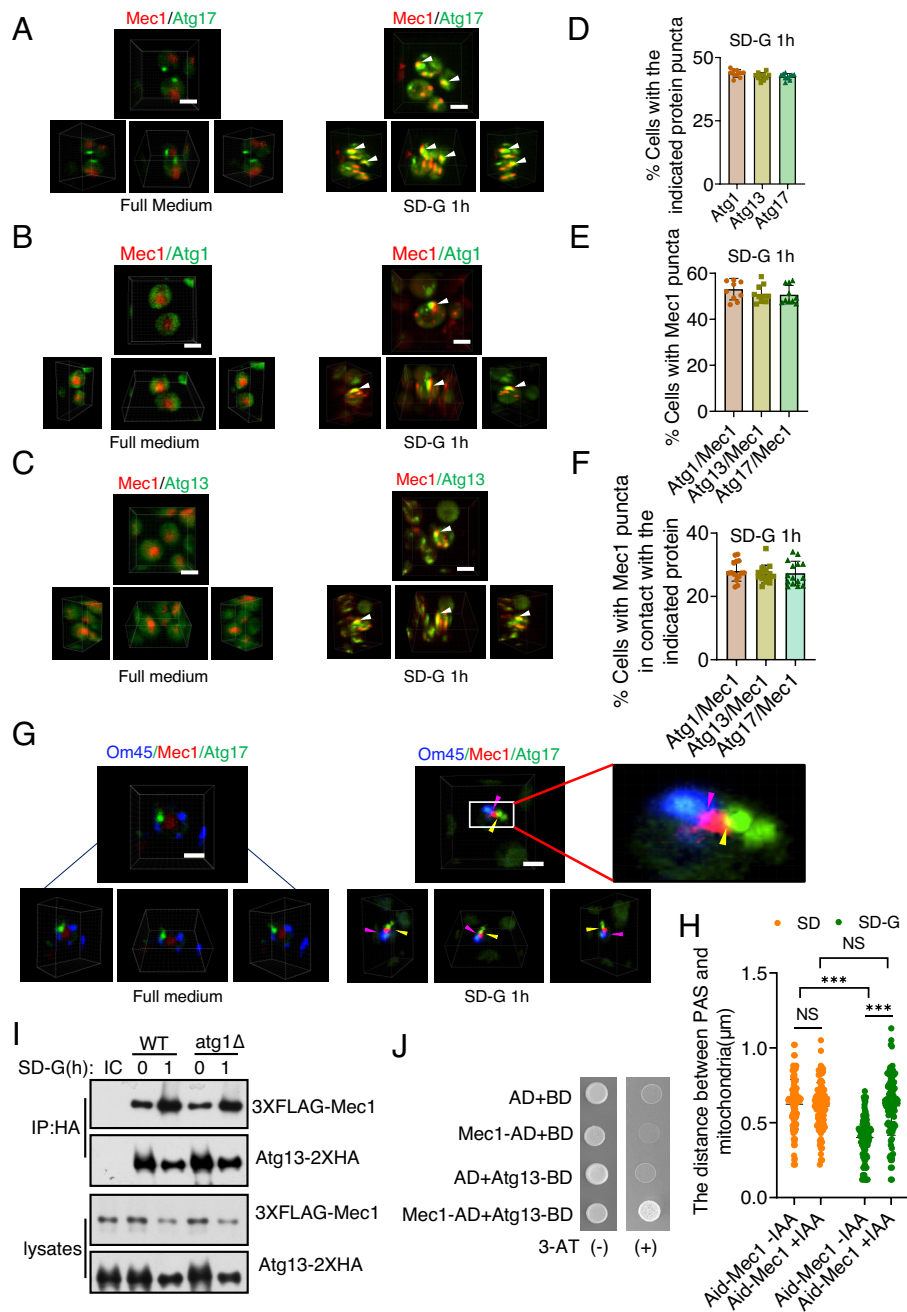 A
Mec1/Atg17
Mec1/Atg17
Full Medium
SD-G 1h
B
Mec1/Atg1
Mec1/Atg1
Full medium
SD-G 1h
C
Mec1/Atg13
Mec1/Atg13
Full medium
SD-G 1h
D
SD-G 1h
% Cells with the
indicated protein puncta
50
25
0
Atg1
Atg13
Atg17
E
SD-G 1h
% Cells with Mec1 puncta
60
40
20
0
Atg1/Mec1
Atg13/Mec1
Atg17/Mec1
F
SD-G 1h
% Cells with Mec1 puncta
in contact with the
indicated protein
40
20
0
Atg1/Mec1
Atg13/Mec1
Atg17/Mec1
G
Om45/Mec1/Atg17
Om45/Mec1/Atg17
Full medium
SD-G 1h
H
SD
SD-G
The distance between PAS and
mitochondria(μm)
1.5
1.0
0.5
0.0
NS
***
NS
***
Aid-Mec1 -IAA
Aid-Mec1 +IAA
Aid-Mec1 -IAA
Aid-Mec1 +IAA
I
WT atg1Δ
SD-G(h): IC 0 1 0 1
IP:HA
3XFLAG-Mec1
Atg13-2XHA
lysates
3XFLAG-Mec1
Atg13-2XHA
J
AD+BD
Mec1-AD+BD
AD+Atg13-BD
Mec1-AD+Atg13-BD
3-AT (-) (+)